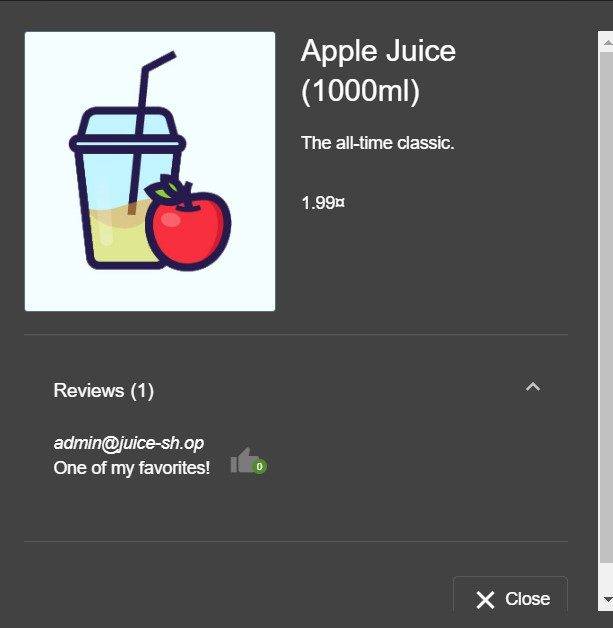 Apple Juice
(1000ml)
The all-time classic.
1.99¤
Reviews (1)
admin@juice-sh.op
One of my favorites!
0
Close